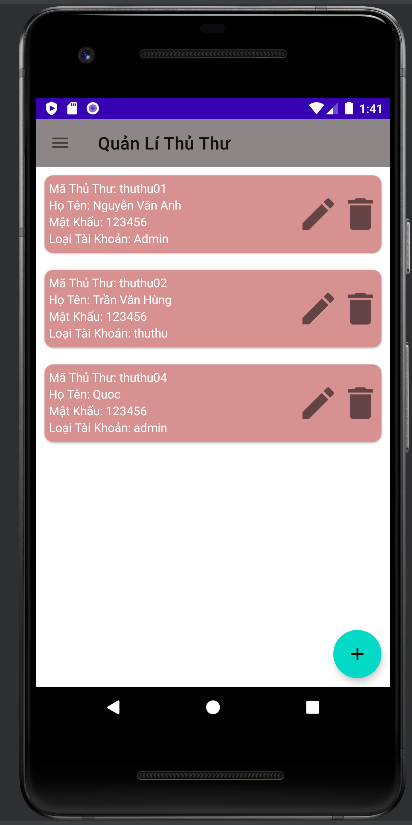 1:41
Quản Lí Thủ Thư
Mã Thủ Thư: thuthu01
Họ Tên: Nguyễn Văn Anh
Mật Khẩu: 123456
Loại Tài Khoản: Admin
Mã Thủ Thư: thuthu02
Họ Tên: Trần Văn Hùng
Mật Khẩu: 123456
Loại Tài Khoản: thuthu
Mã Thủ Thư: thuthu04
Họ Tên: Quoc
Mật Khẩu: 123456
Loại Tài Khoản: admin